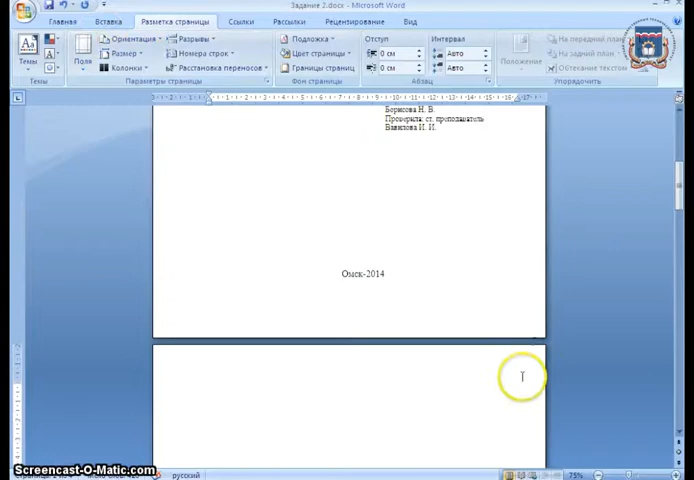 Задание 2.docx - Microsoft Word
Главная Вставка Разметка страницы Ссылки Рассылки Рецензирование Вид
Темы
Поля
Ориентация
Размер
Колонки
Разрывы
Номера строк
Расстановка переносов
Подложка
Цвет страницы
Границы страниц
Отступ
0 см
0 см
Интервал
Авто
Авто
Положение
На передний план
На задний план
Обтекание текстом
Темы Параметры страницы Фон страницы Абзац Упорядочить
Борисова Н. В.
Проверила: ст. преподаватель
Вавилова И. И.
Омск-2014
Screencast-O-Matic.com
русский
75%